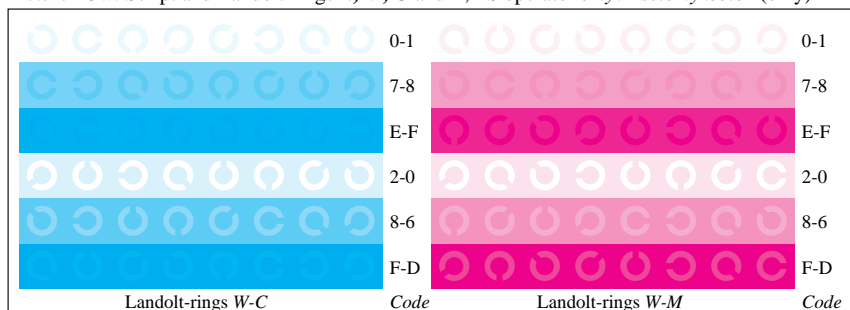 0-1 0-1
7-8 7-8
E-F E-F
2-0 2-0
8-6 8-6
F-D F-D
Landolt-rings W-C Code Landolt-rings W-M Code